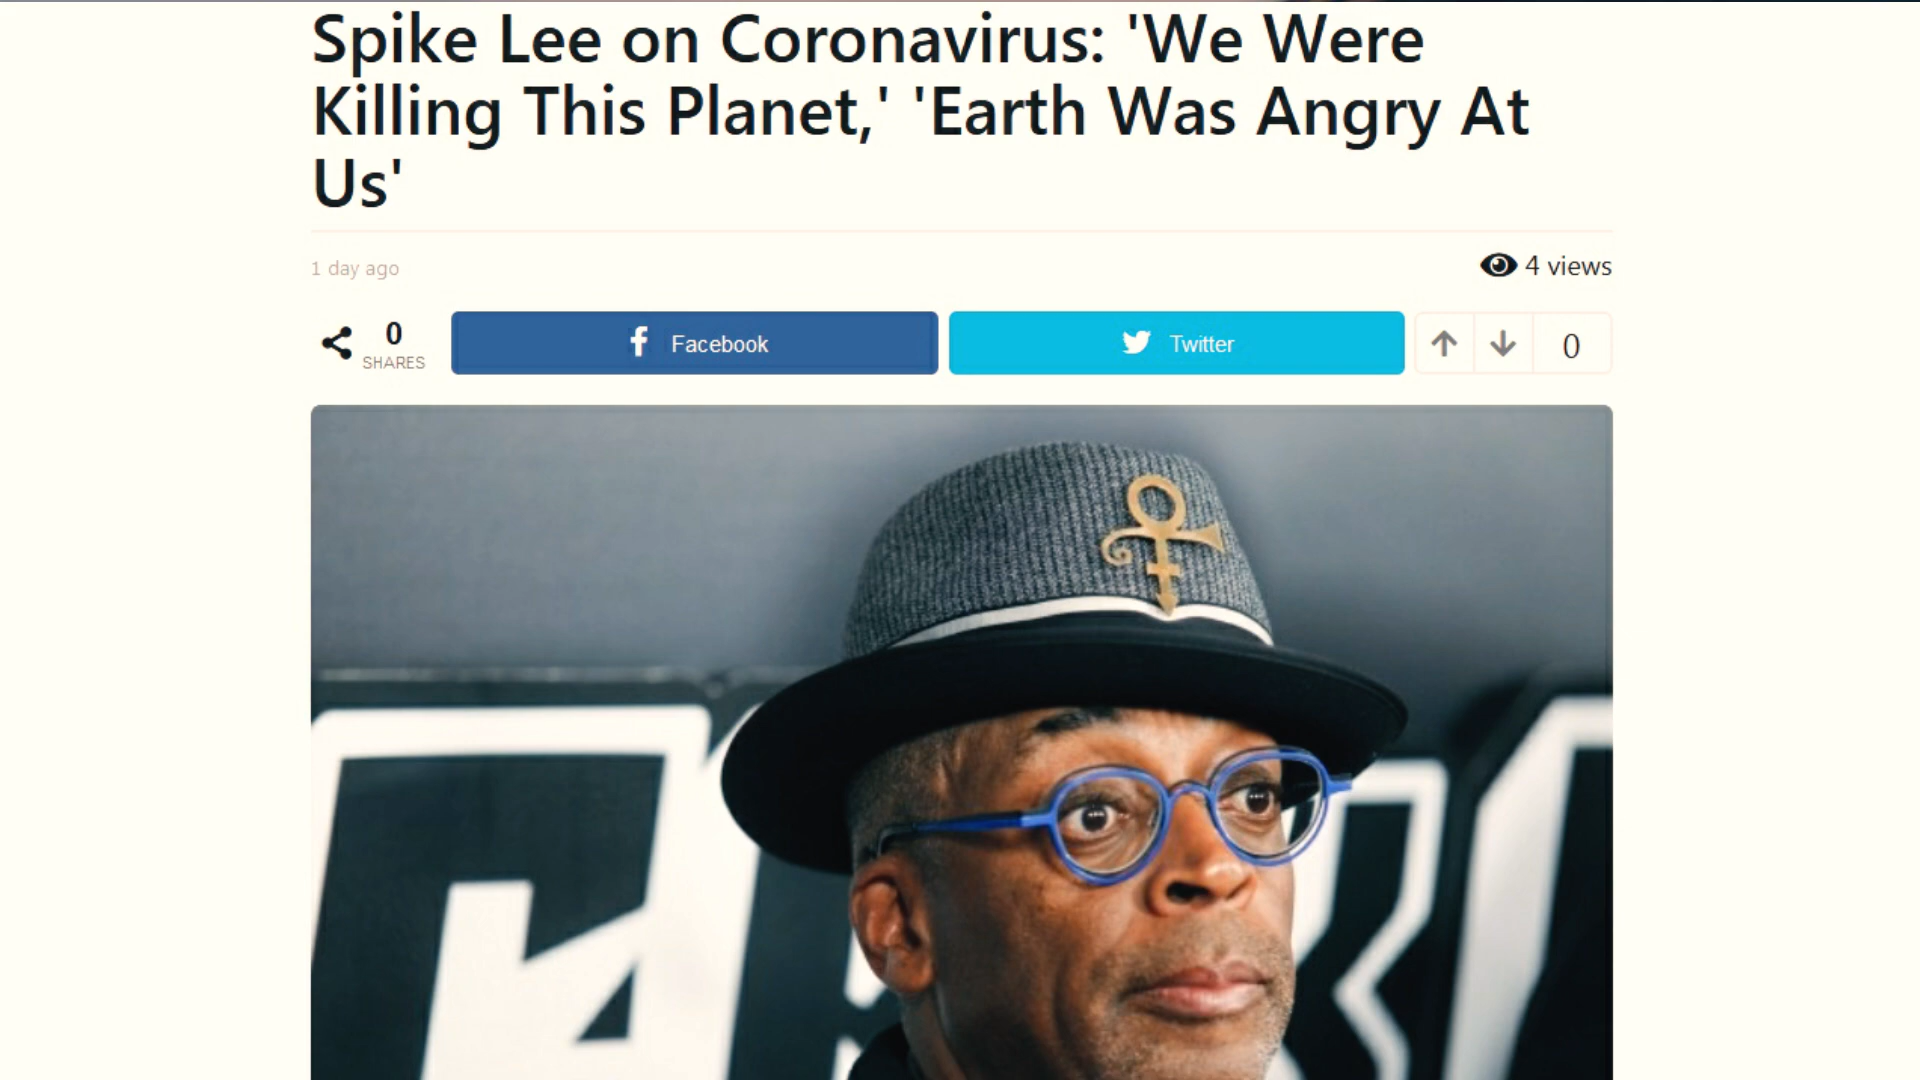 Spike Lee on Coronavirus: 'We Were
Killing This Planet,' 'Earth Was Angry At
Us'
1 day ago
4 views
0
SHARES
Facebook
Twitter
0